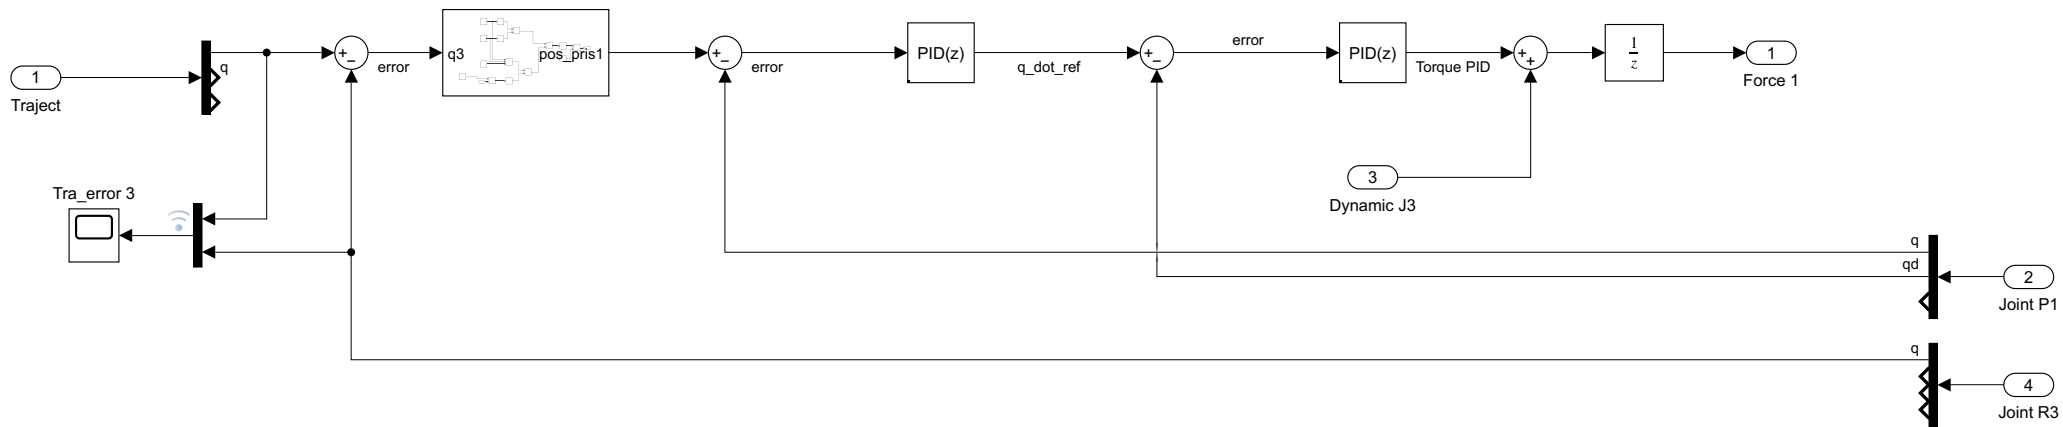 1
Traject
q
+
−
error
q3
pos_pris1
+
−
error
PID(z)
q_dot_ref
+
−
error
PID(z)
Torque PID
+
+
1
z
1
Force 1
3
Dynamic J3
Tra_error 3
q
qd
2
Joint P1
q
4
Joint R3